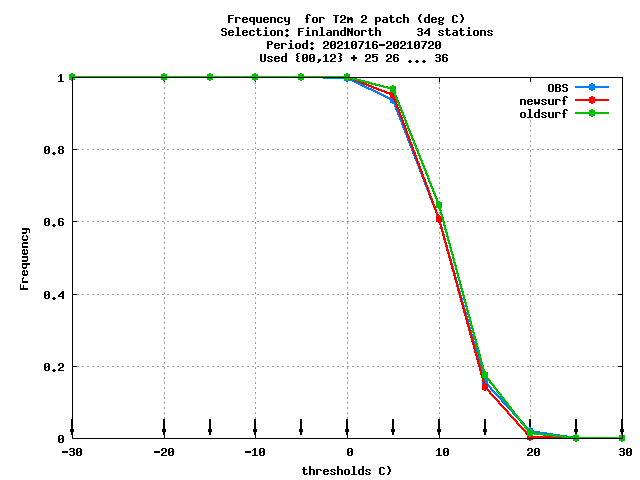 Frequency  for T2m 2 patch (deg C)
Selection: FinlandNorth     34 stations
Period: 20210716-20210720
Used {00,12} + 25 26 ... 36
OBS
newsurf
oldsurf
1
0.8
0.6
0.4
0.2
0
Frequency
-30 -20 -10 0 10 20 30
thresholds C)